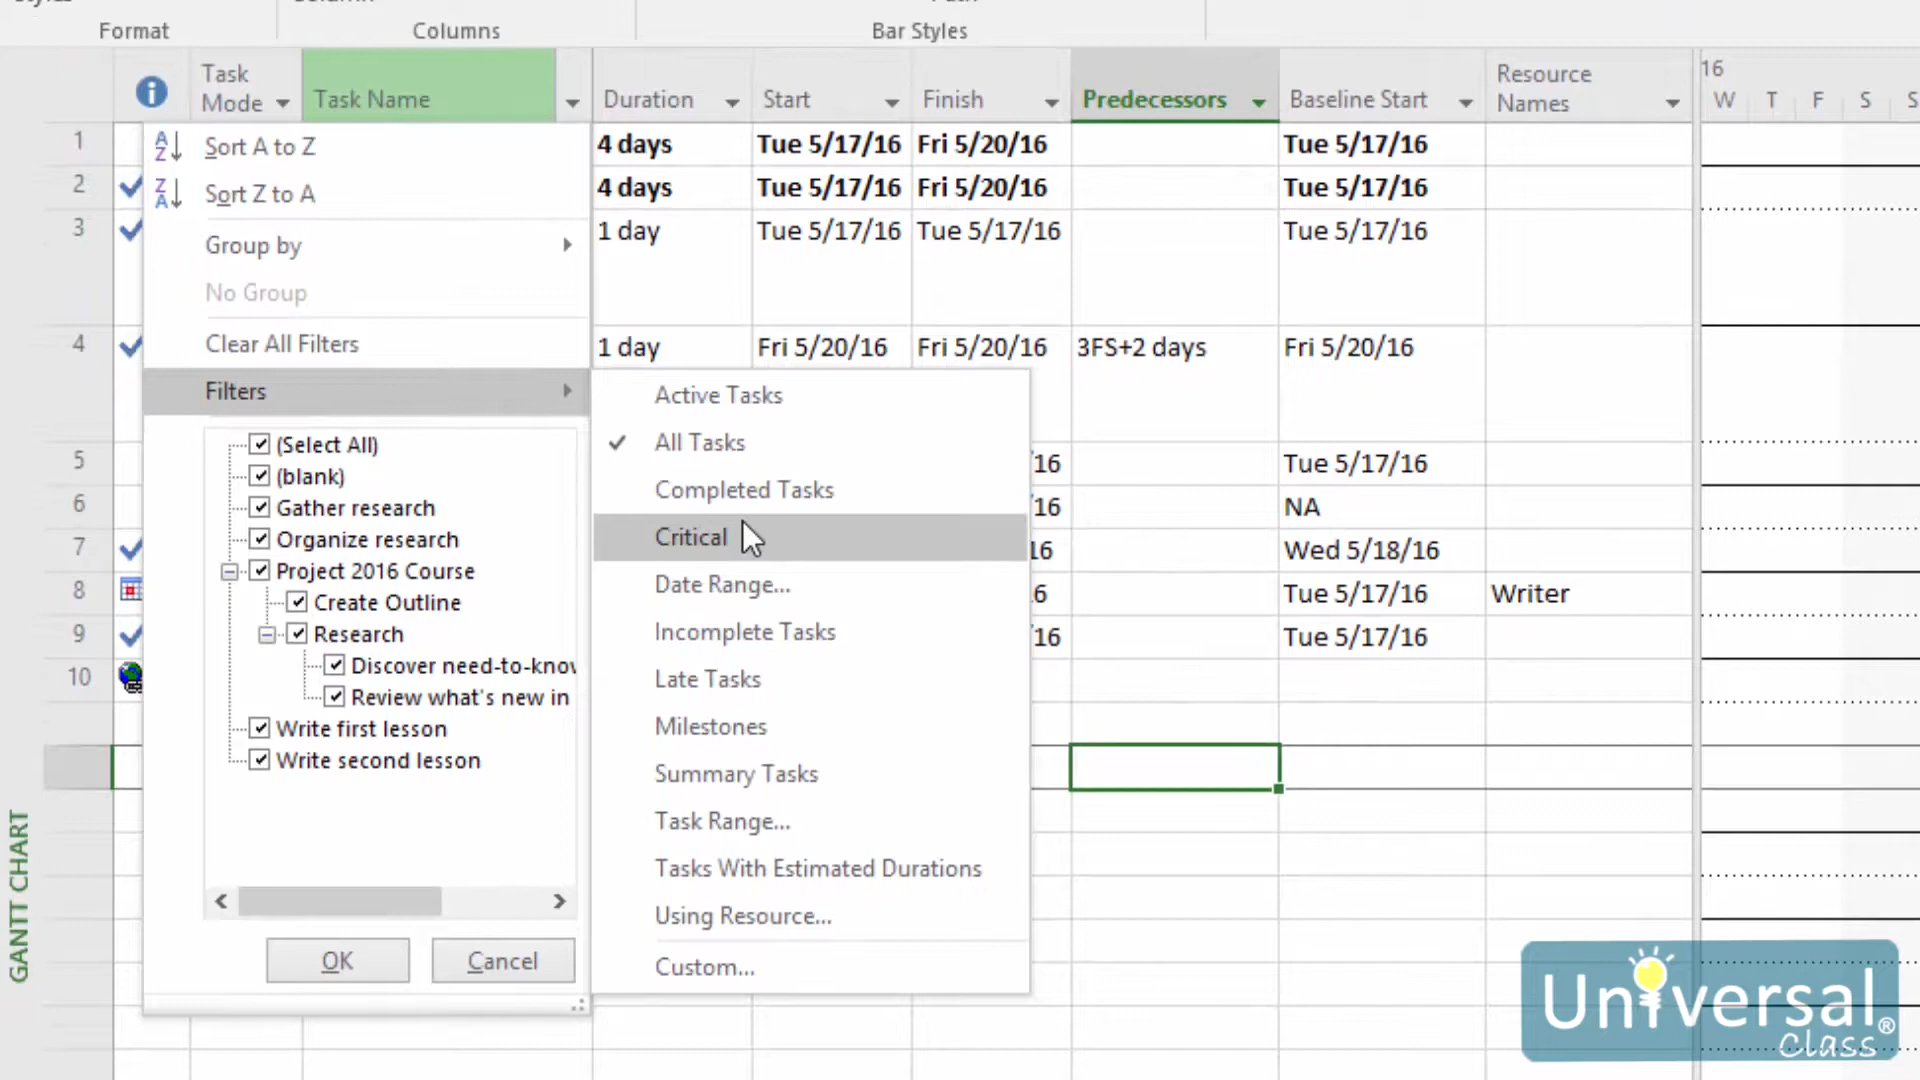 Format
Columns
Bar Styles
Task Mode
Task Name
Duration
Start
Finish
Predecessors
Baseline Start
Resource Names
16
W T F S S
1 4 days Tue 5/17/16 Fri 5/20/16 Tue 5/17/16
2 4 days Tue 5/17/16 Fri 5/20/16 Tue 5/17/16
3 1 day Tue 5/17/16 Tue 5/17/16 Tue 5/17/16
4 1 day Fri 5/20/16 Fri 5/20/16 3FS+2 days Fri 5/20/16
5 '16 Tue 5/17/16
6 '16 NA
7 16 Wed 5/18/16
8 6 Tue 5/17/16 Writer
9 '16 Tue 5/17/16
10
A Z Sort A to Z
Z A Sort Z to A
Group by
No Group
Clear All Filters
Filters
(Select All)
(blank)
Gather research
Organize research
Project 2016 Course
Create Outline
Research
Discover need-to-know
Review what's new in
Write first lesson
Write second lesson
OK
Cancel
Active Tasks
All Tasks
Completed Tasks
Critical
Date Range...
Incomplete Tasks
Late Tasks
Milestones
Summary Tasks
Task Range...
Tasks With Estimated Durations
Using Resource...
Custom...
GANTT CHART
Universal
Class
®